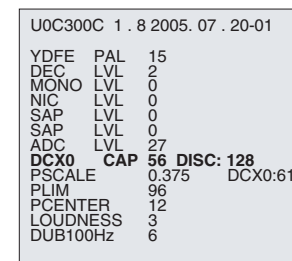 U0C300C 1 . 8 2005. 07 . 20-01
YDFE PAL 15
DEC LVL 2
MONO LVL 0
NIC LVL 0
SAP LVL 0
SAP LVL 0
ADC LVL 27
DCX0 CAP 56 DISC: 128
PSCALE 0.375 DCX0:61
PLIM 96
PCENTER 12
LOUDNESS 3
DUB100Hz 6